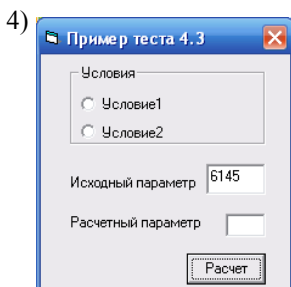 4)
Пример теста 4.3
Условия
Условие1
Условие2
Исходный параметр 6145
Расчетный параметр
Расчет